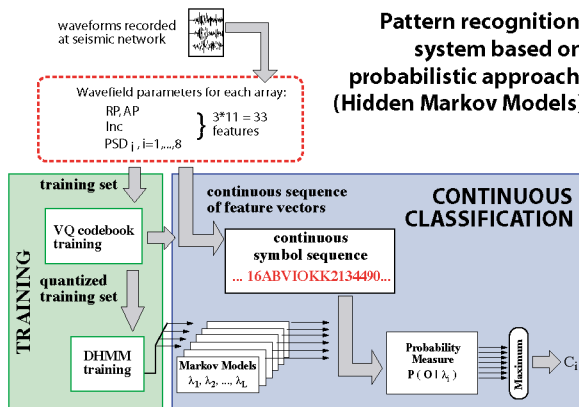 Pattern recognition
system based on
probabilistic approach
(Hidden Markov Models)
waveforms recorded
at seismic network
Wavefield parameters for each array:
RP, AP
Inc
PSD i , i=1,...,8
} 3*11 = 33
features
training set
continuous sequence
of feature vectors
CONTINUOUS
CLASSIFICATION
TRAINING
VQ codebook
training
continuous
symbol sequence
... 16ABVIOKK2134490...
quantized
training set
DHMM
training
Markov Models
λ1, λ2, ..., λL
Probability
Measure
P ( O | λi )
Maximum
Ci